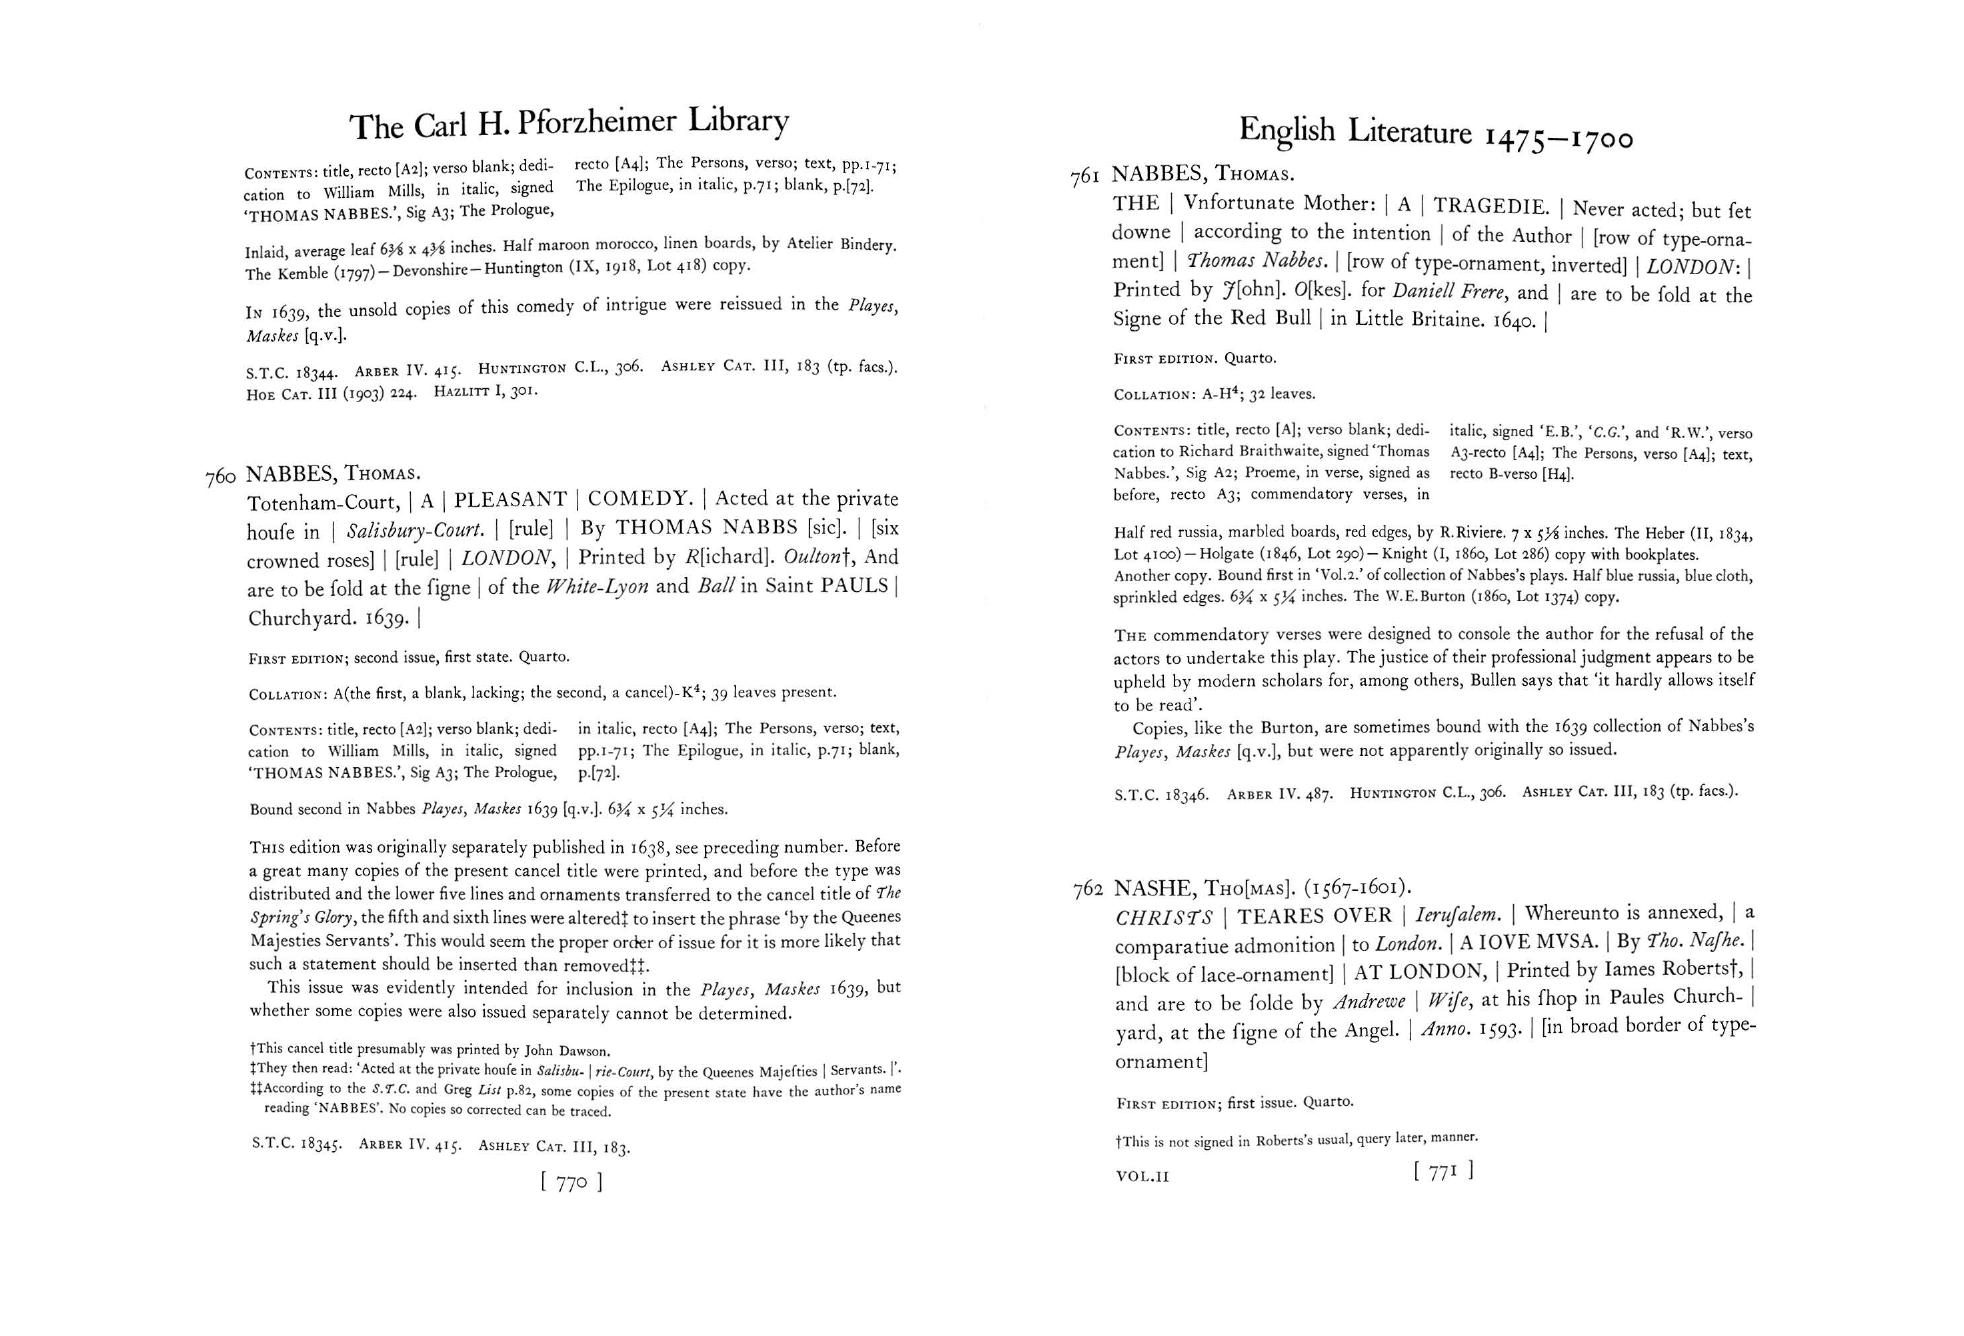 The Carl H. Pforzheimer Library
CONTENTS: title, recto [A2]; verso blank; dedi-
cation to William Mills, in italic, signed
‘THOMAS NABBES.’, Sig A3; The Prologue,
recto [A4]; The Persons, verso; text, pp.1-71;
The Epilogue, in italic, p.71; blank, p.[72].
Inlaid, average leaf 6⅜ x 4⅜ inches. Half maroon morocco, linen boards, by Atelier Bindery.
The Kemble (1797)—Devonshire—Huntington (IX, 1918, Lot 418) copy.
IN 1639, the unsold copies of this comedy of intrigue were reissued in the Playes,
Maskes [q.v.].
S.T.C. 18344. ARBER IV. 415. HUNTINGTON C.L., 306. ASHLEY CAT. III, 183 (tp. facs.).
HOE CAT. III (1903) 224. HAZLITT I, 301.
760 NABBES, THOMAS.
Totenham-Court, | A | PLEASANT | COMEDY. | Acted at the private
houſe in | Salisbury-Court. | [rule] | By THOMAS NABBS [sic]. | [six
crowned roses] | [rule] | LONDON, | Printed by R[ichard]. Oulton†, And
are to be ſold at the ſigne | of the White-Lyon and Ball in Saint PAULS |
Churchyard. 1639. |
FIRST EDITION; second issue, first state. Quarto.
COLLATION: A(the first, a blank, lacking; the second, a cancel)-K⁴; 39 leaves present.
CONTENTS: title, recto [A2]; verso blank; dedi-
cation to William Mills, in italic, signed
‘THOMAS NABBES.’, Sig A3; The Prologue,
in italic, recto [A4]; The Persons, verso; text,
pp.1-71; The Epilogue, in italic, p.71; blank,
p.[72].
Bound second in Nabbes Playes, Maskes 1639 [q.v.]. 6¾ x 5¼ inches.
THIS edition was originally separately published in 1638, see preceding number. Before
a great many copies of the present cancel title were printed, and before the type was
distributed and the lower five lines and ornaments transferred to the cancel title of The
Spring's Glory, the fifth and sixth lines were altered‡ to insert the phrase ‘by the Queenes
Majesties Servants’. This would seem the proper order of issue for it is more likely that
such a statement should be inserted than removed‡‡.
This issue was evidently intended for inclusion in the Playes, Maskes 1639, but
whether some copies were also issued separately cannot be determined.
†This cancel title presumably was printed by John Dawson.
‡They then read: ‘Acted at the private houſe in Salisbu- | rie-Court, by the Queenes Majeſties | Servants. |’.
‡‡According to the S.T.C. and Greg List p.82, some copies of the present state have the author's name
reading ‘NABBES’. No copies so corrected can be traced.
S.T.C. 18345. ARBER IV. 415. ASHLEY CAT. III, 183.
[ 770 ]
English Literature 1475–1700
761 NABBES, THOMAS.
THE | Vnfortunate Mother: | A | TRAGEDIE. | Never acted; but ſet
downe | according to the intention | of the Author | [row of type-orna-
ment] | Thomas Nabbes. | [row of type-ornament, inverted] | LONDON: |
Printed by J[ohn]. O[kes]. for Daniell Frere, and | are to be ſold at the
Signe of the Red Bull | in Little Britaine. 1640. |
FIRST EDITION. Quarto.
COLLATION: A-H⁴; 32 leaves.
CONTENTS: title, recto [A]; verso blank; dedi-
cation to Richard Braithwaite, signed ‘Thomas
Nabbes.’, Sig A2; Proeme, in verse, signed as
before, recto A3; commendatory verses, in
italic, signed ‘E.B.’, ‘C.G.’, and ‘R.W.’, verso
A3-recto [A4]; The Persons, verso [A4]; text,
recto B-verso [H4].
Half red russia, marbled boards, red edges, by R.Riviere. 7 x 5⅛ inches. The Heber (II, 1834,
Lot 4100)—Holgate (1846, Lot 290)—Knight (I, 1860, Lot 286) copy with bookplates.
Another copy. Bound first in ‘Vol.2.’ of collection of Nabbes's plays. Half blue russia, blue cloth,
sprinkled edges. 6¾ x 5¼ inches. The W.E.Burton (1860, Lot 1374) copy.
THE commendatory verses were designed to console the author for the refusal of the
actors to undertake this play. The justice of their professional judgment appears to be
upheld by modern scholars for, among others, Bullen says that ‘it hardly allows itself
to be read’.
Copies, like the Burton, are sometimes bound with the 1639 collection of Nabbes's
Playes, Maskes [q.v.], but were not apparently originally so issued.
S.T.C. 18346. ARBER IV. 487. HUNTINGTON C.L., 306. ASHLEY CAT. III, 183 (tp. facs.).
762 NASHE, THO[MAS]. (1567-1601).
CHRISTS | TEARES OVER | Ieruſalem. | Whereunto is annexed, | a
comparatiue admonition | to London. | A IOVE MVSA. | By Tho. Naſhe. |
[block of lace-ornament] | AT LONDON, | Printed by Iames Roberts†, |
and are to be ſolde by Andrewe | Wiſe, at his ſhop in Paules Church- |
yard, at the ſigne of the Angel. | Anno. 1593. | [in broad border of type-
ornament]
FIRST EDITION; first issue. Quarto.
†This is not signed in Roberts's usual, query later, manner.
VOL.II
[ 771 ]